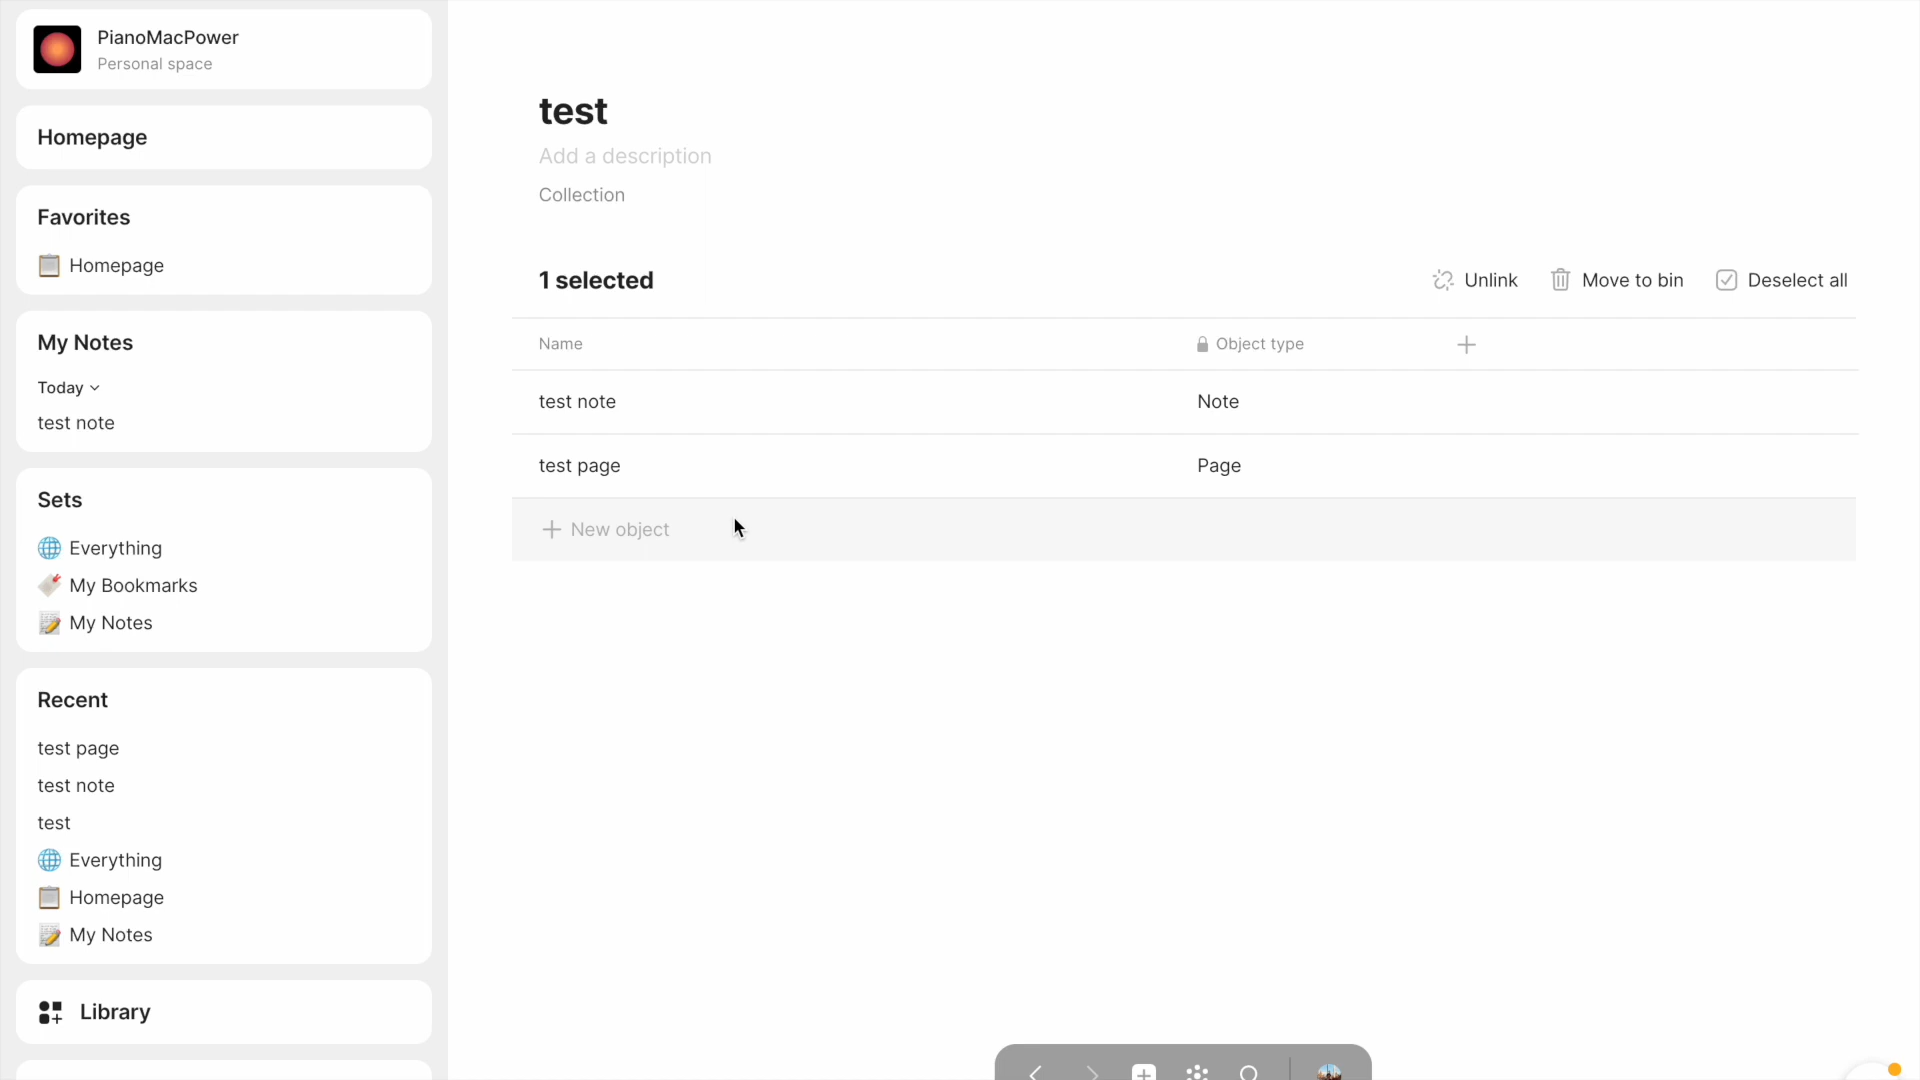 PianoMacPower
Personal space
Homepage
Favorites
Homepage
My Notes
Today
test note
Sets
Everything
My Bookmarks
My Notes
Recent
test page
test note
test
Everything
Homepage
My Notes
Library
test
Add a description
Collection
1 selected
Unlink
Move to bin
Deselect all
Name
Object type
test note
Note
test page
Page
New object